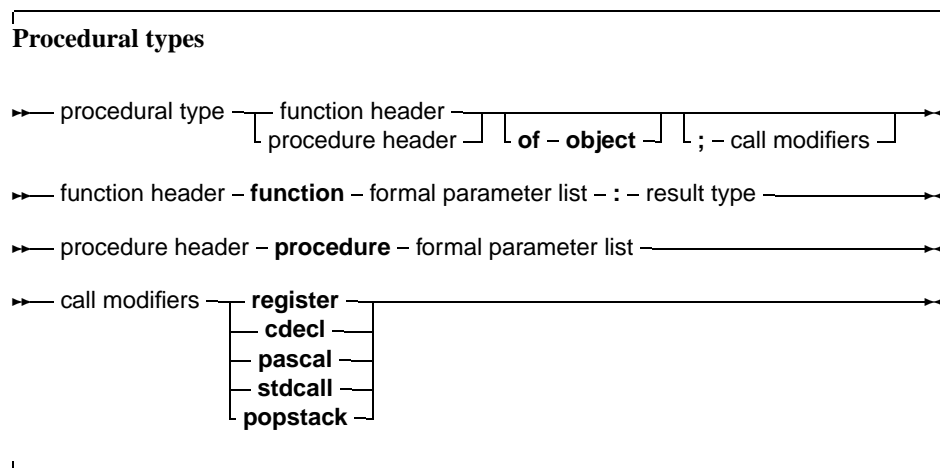 Procedural types
procedural type function header
procedure header of object ; call modifiers
function header function formal parameter list : result type
procedure header procedure formal parameter list
call modifiers register
cdecl
pascal
stdcall
popstack